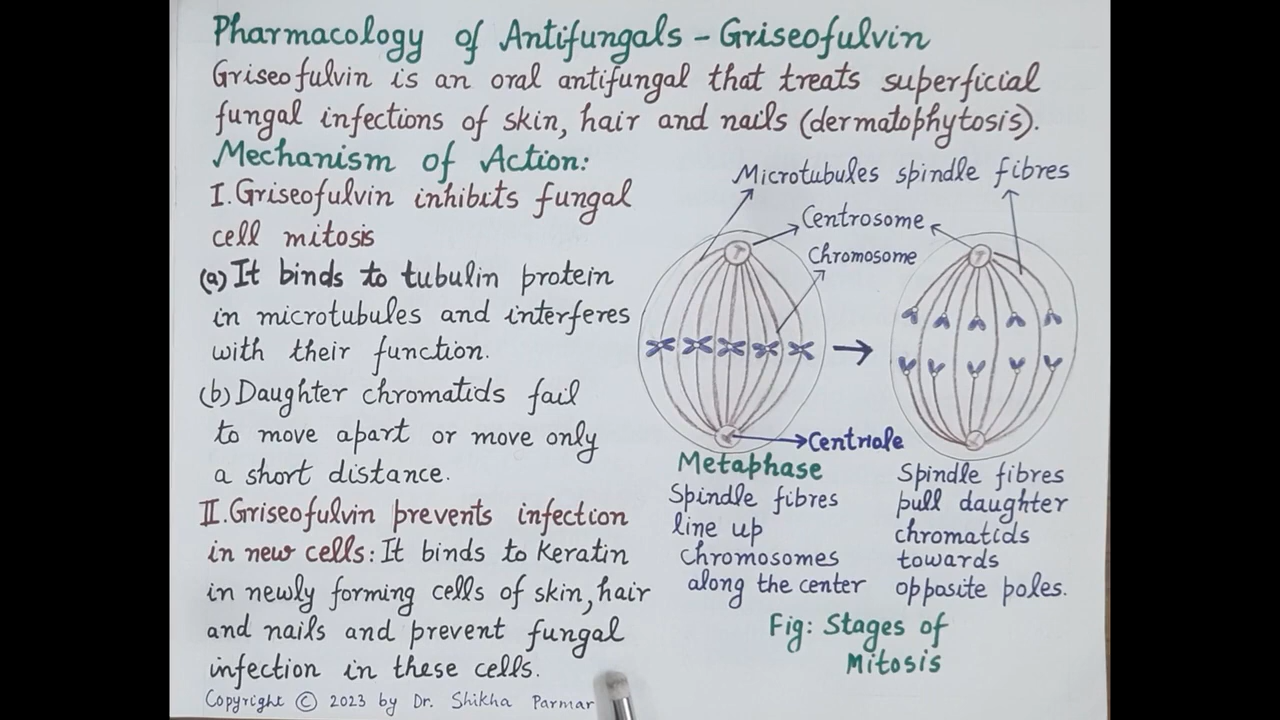 Pharmacology of Antifungals - Griseofulvin
Griseofulvin is an oral antifungal that treats superficial
fungal infections of skin, hair and nails (dermatophytosis).
Mechanism of Action:
I. Griseofulvin inhibits fungal
cell mitosis
(a) It binds to tubulin protein
in microtubules and interferes
with their function.
(b) Daughter chromatids fail
to move apart or move only
a short distance.
II. Griseofulvin prevents infection
in new cells: It binds to keratin
in newly forming cells of skin, hair
and nails and prevent fungal
infection in these cells.
Copyright © 2023 by Dr. Shikha Parmar
Microtubules spindle fibres
Centrosome
Chromosome
Centriole
Metaphase
Spindle fibres
line up
chromosomes
along the center
Spindle fibres
pull daughter
chromatids
towards
opposite poles.
Fig: Stages of
Mitosis